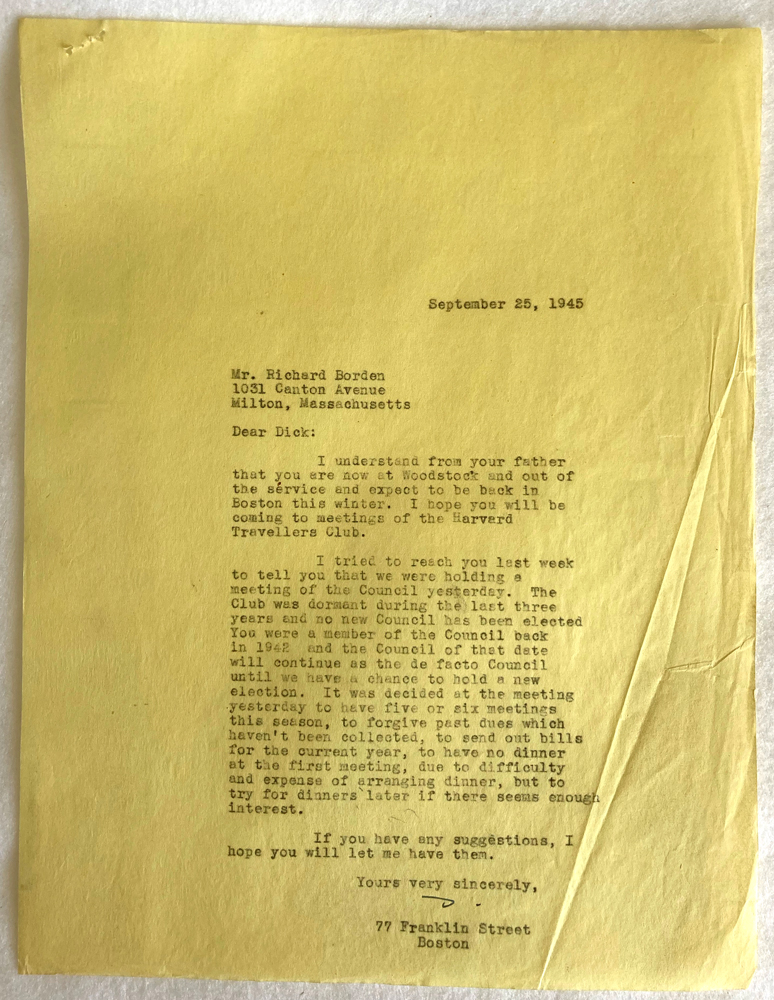 September 25, 1945
Mr. Richard Borden
1031 Canton Avenue
Milton, Massachusetts
Dear Dick:
I understand from your father
that you are now at Woodstock and out of
the service and expect to be back in
Boston this winter. I hope you will be
coming to meetings of the Harvard
Travellers Club.
I tried to reach you last week
to tell you that we were holding a
meeting of the Council yesterday. The
Club was dormant during the last three
years and no new Council has been elected
You were a member of the Council back
in 1942 and the Council of that date
will continue as the de facto Council
until we have a chance to hold a new
election. It was decided at the meeting
yesterday to have five or six meetings
this season, to forgive past dues which
haven't been collected, to send out bills
for the current year, to have no dinner
at the first meeting, due to difficulty
and expense of arranging dinner, but to
try for dinners later if there seems enough
interest.
If you have any suggestions, I
hope you will let me have them.
Yours very sincerely,
77 Franklin Street
Boston